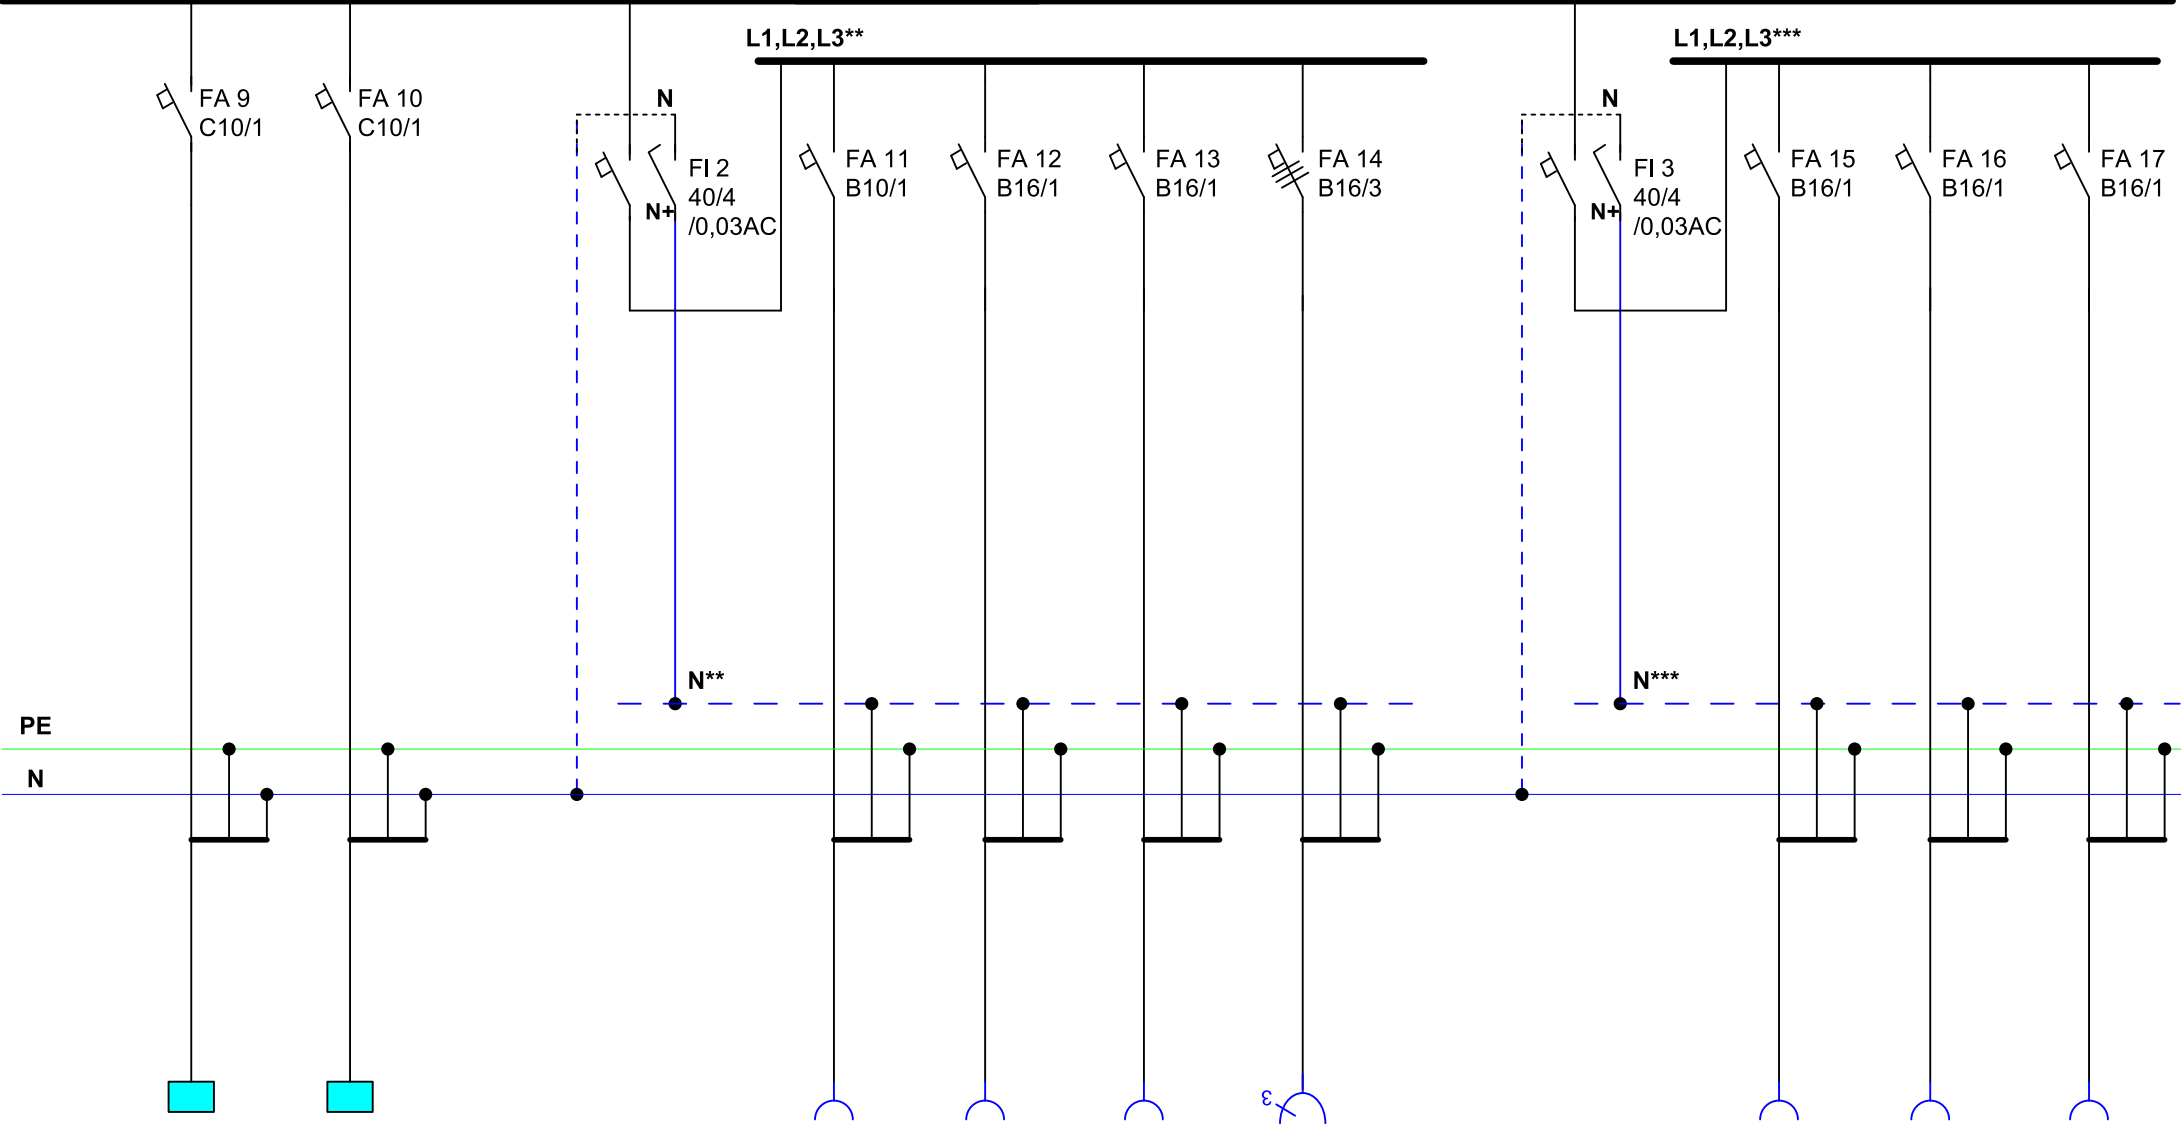 L1,L2,L3**
L1,L2,L3***
FA 9
C10/1
FA 10
C10/1
N
FI 2
40/4
/0,03AC
N+
FA 11
B10/1
FA 12
B16/1
FA 13
B16/1
FA 14
B16/3
N
FI 3
40/4
/0,03AC
N+
FA 15
B16/1
FA 16
B16/1
FA 17
B16/1
N**
N***
PE
N
3